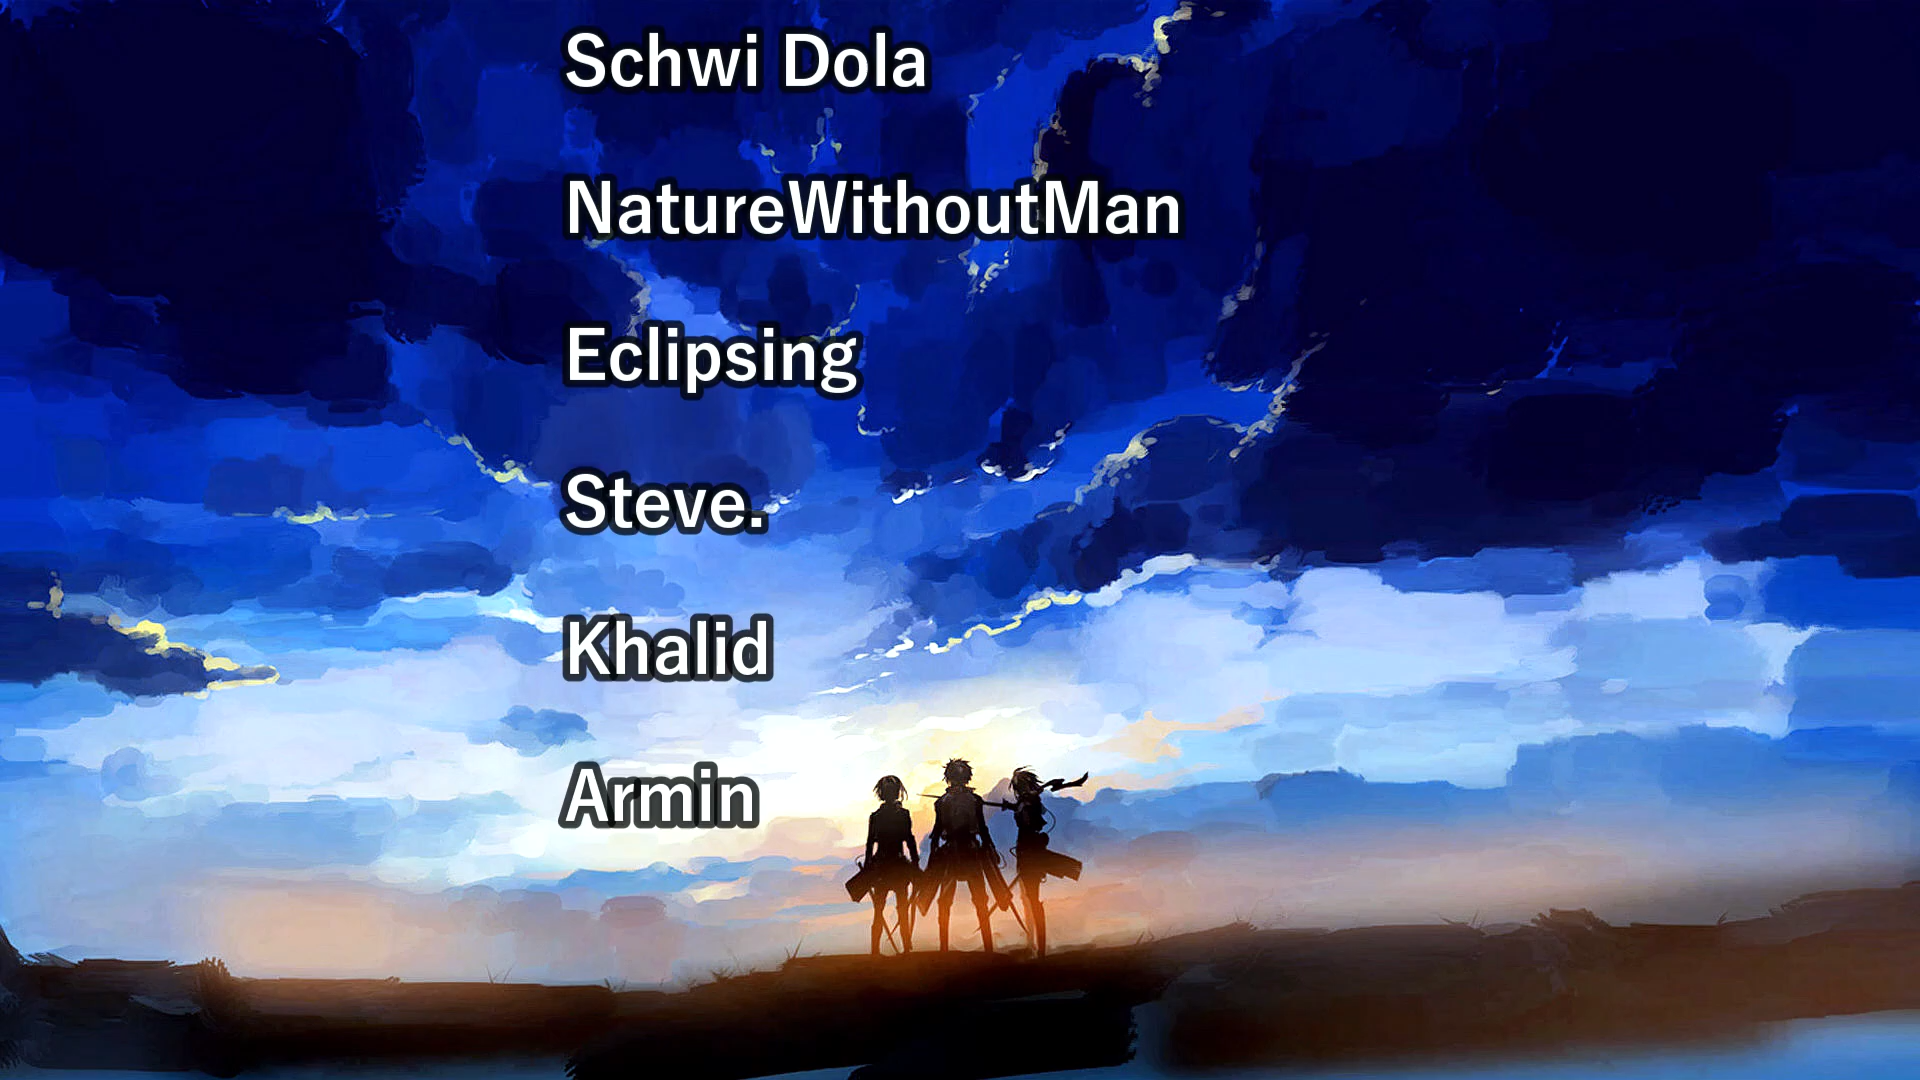 Schwi Dola
NatureWithoutMan
Eclipsing
Steve.
Khalid
Armin